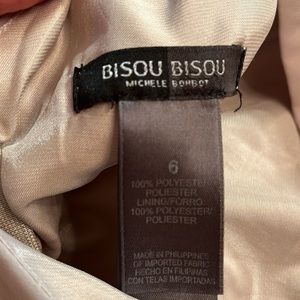 BISOU BISOU
MICHELE BOHBOT
6
100% POLYESTER/
POLIESTER
LINING/FORRO:
100% POLYESTER/
POLIESTER
MADE IN PHILIPPINES
OF IMPORTED FABRIC
HECHO EN FILIPINAS
CON TELAS IMPORTADAS